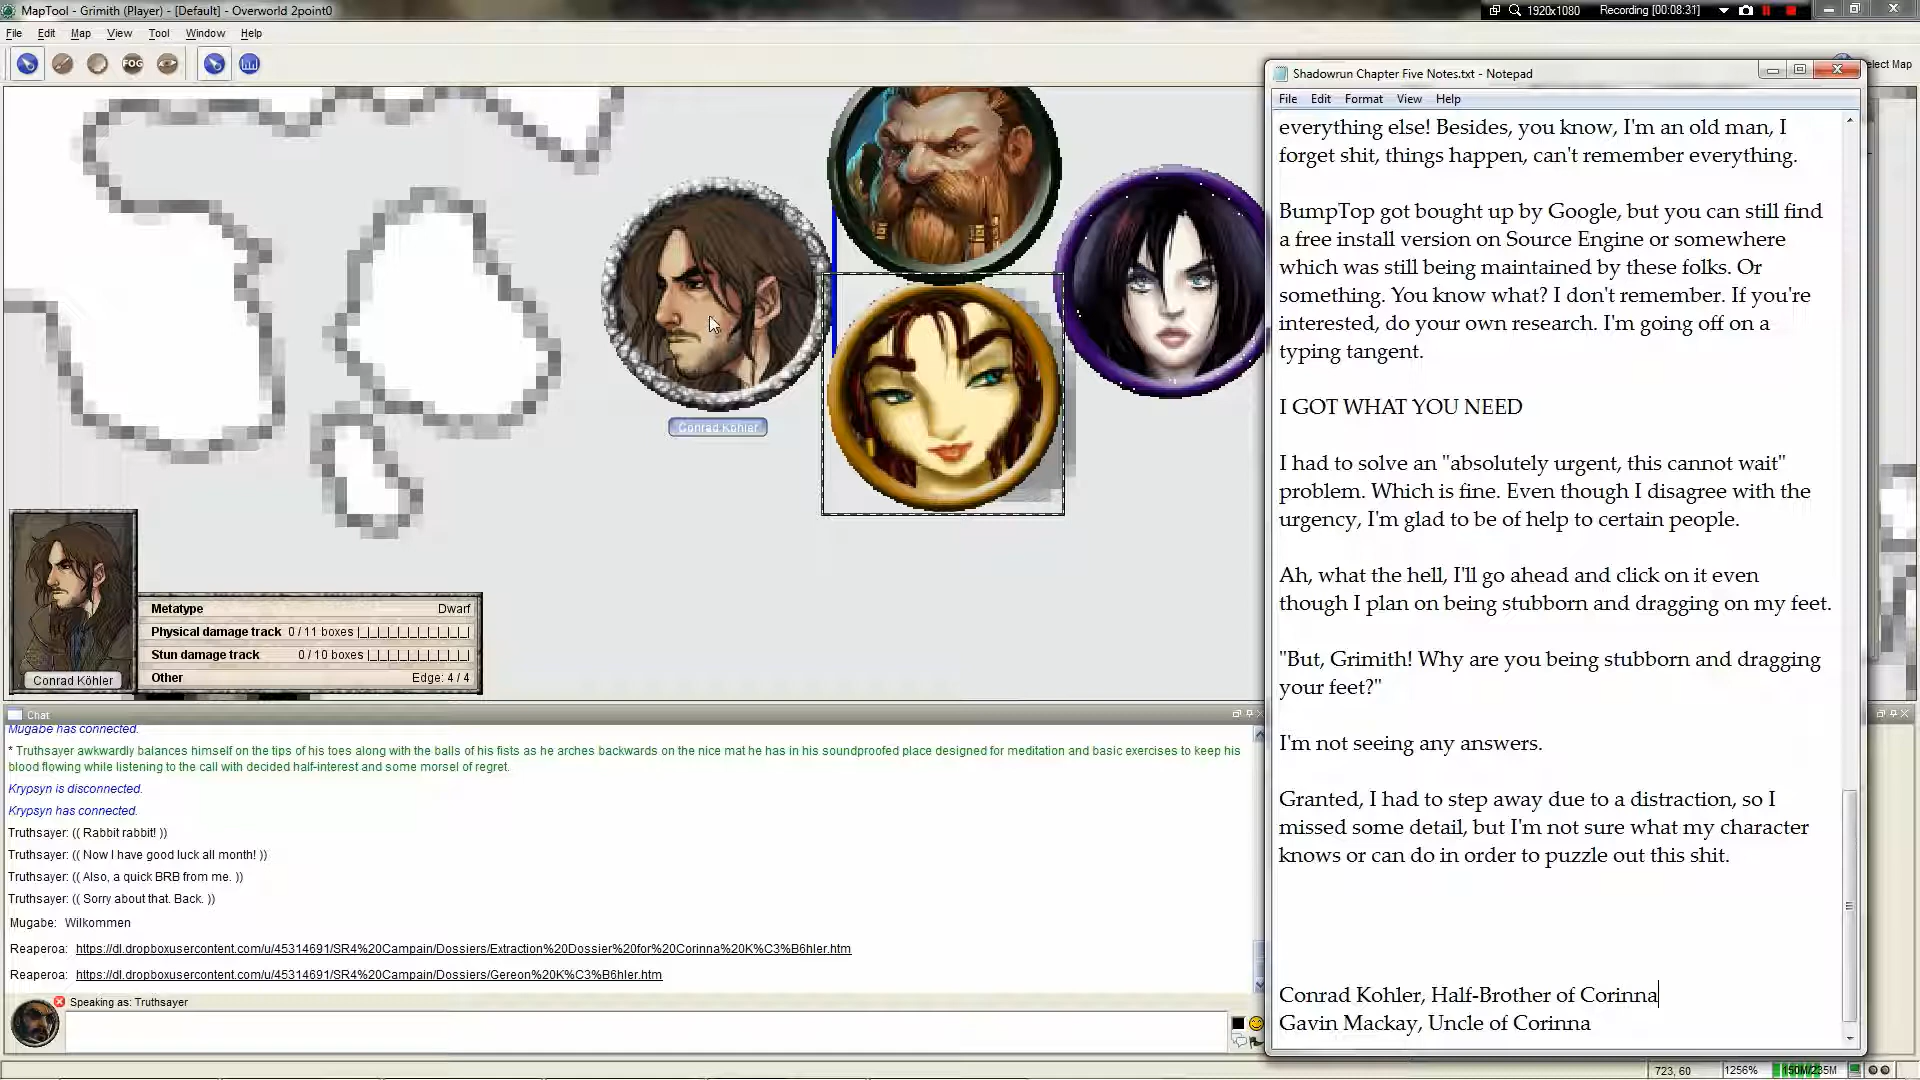 MapTool - Grimith (Player) - [Default] - Overworld 2point0
1920x1080
Recording [00:08:31]
File Edit Map View Tool Window Help
FOG
elect Map
Conrad Köhler
Metatype Dwarf
Physical damage track 0 / 11 boxes
Stun damage track 0 / 10 boxes
Other Edge: 4 / 4
Conrad Köhler
Chat
Mugabe has connected.
* Truthsayer awkwardly balances himself on the tips of his toes along with the balls of his fists as he arches backwards on the nice mat he has in his soundproofed place designed for meditation and basic exercises to keep his
blood flowing while listening to the call with decided half-interest and some morsel of regret.
Krypsyn is disconnected.
Krypsyn has connected.
Truthsayer: (( Rabbit rabbit! ))
Truthsayer: (( Now I have good luck all month! ))
Truthsayer: (( Also, a quick BRB from me. ))
Truthsayer: (( Sorry about that. Back. ))
Mugabe: Wilkommen
Reaperoa: https://dl.dropboxusercontent.com/u/45314691/SR4%20Campain/Dossiers/Extraction%20Dossier%20for%20Corinna%20K%C3%B6hler.htm
Reaperoa: https://dl.dropboxusercontent.com/u/45314691/SR4%20Campain/Dossiers/Gereon%20K%C3%B6hler.htm
Speaking as: Truthsayer
Shadowrun Chapter Five Notes.txt - Notepad
File Edit Format View Help
everything else! Besides, you know, I'm an old man, I
forget shit, things happen, can't remember everything.
BumpTop got bought up by Google, but you can still find
a free install version on Source Engine or somewhere
which was still being maintained by these folks. Or
something. You know what? I don't remember. If you're
interested, do your own research. I'm going off on a
typing tangent.
I GOT WHAT YOU NEED
I had to solve an "absolutely urgent, this cannot wait"
problem. Which is fine. Even though I disagree with the
urgency, I'm glad to be of help to certain people.
Ah, what the hell, I'll go ahead and click on it even
though I plan on being stubborn and dragging on my feet.
"But, Grimith! Why are you being stubborn and dragging
your feet?"
I'm not seeing any answers.
Granted, I had to step away due to a distraction, so I
missed some detail, but I'm not sure what my character
knows or can do in order to puzzle out this shit.
Conrad Kohler, Half-Brother of Corinna
Gavin Mackay, Uncle of Corinna
723, 60
1256%
150M/235M